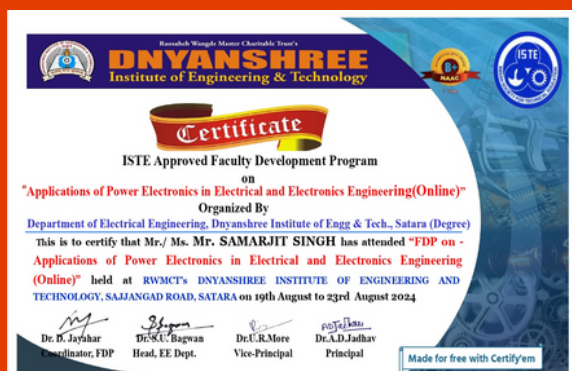 Raosaheb Wangde Master Charitable Trust's
DNYANSHREE
Institute of Engineering & Technology
B+
NAAC
ISTE
Certificate
ISTE Approved Faculty Development Program
on
"Applications of Power Electronics in Electrical and Electronics Engineering(Online)"
Organized By
Department of Electrical Engineering, Dnyanshree Institute of Engg & Tech., Satara (Degree)
This is to certify that Mr./ Ms. Mr. SAMARJIT SINGH has attended "FDP on -
Applications of Power Electronics in Electrical and Electronics Engineering
(Online)" held at RWMCT's DNYANSHREE INSTITUTE OF ENGINEERING AND
TECHNOLOGY, SAJJANGAD ROAD, SATARA on 19th August to 23rd August 2024
Dr. D. Jayahar
Coordinator, FDP
Dr. S.U. Bagwan
Head, EE Dept.
Dr.U.R.More
Vice-Principal
Dr.A.D.Jadhav
Principal
Made for free with Certify'em